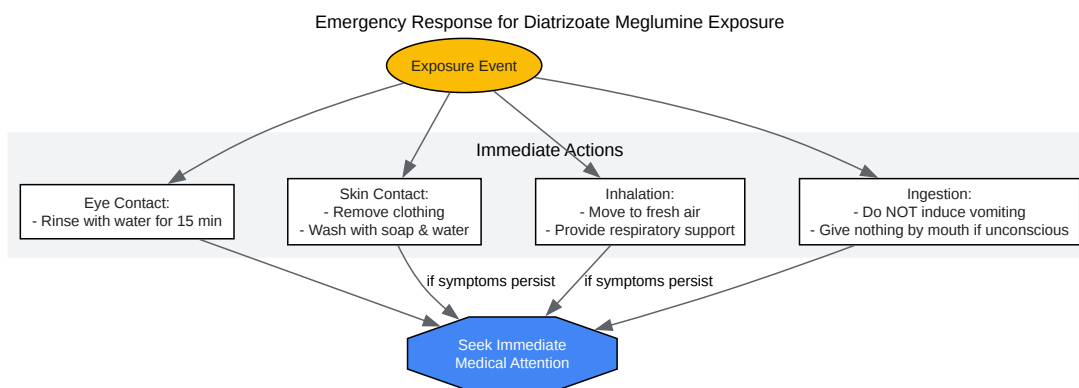 Emergency Response for Diatrizoate Meglumine Exposure
Exposure Event
Immediate Actions
Eye Contact:
- Rinse with water for 15 min
Skin Contact:
- Remove clothing
- Wash with soap & water
Inhalation:
- Move to fresh air
- Provide respiratory support
Ingestion:
- Do NOT induce vomiting
- Give nothing by mouth if unconscious
if symptoms persist
if symptoms persist
Seek Immediate
Medical Attention